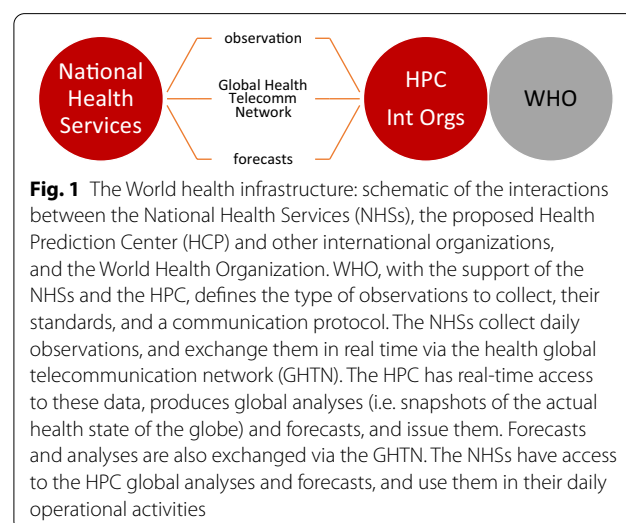 observation
National
Health
Services
Global Health
Telecomm
Network
forecasts
HPC
Int Orgs
WHO
Fig. 1 The World health infrastructure: schematic of the interactions
between the National Health Services (NHSs), the proposed Health
Prediction Center (HCP) and other international organizations,
and the World Health Organization. WHO, with the support of the
NHSs and the HPC, defines the type of observations to collect, their
standards, and a communication protocol. The NHSs collect daily
observations, and exchange them in real time via the health global
telecommunication network (GHTN). The HPC has real-time access
to these data, produces global analyses (i.e. snapshots of the actual
health state of the globe) and forecasts, and issue them. Forecasts
and analyses are also exchanged via the GHTN. The NHSs have access
to the HPC global analyses and forecasts, and use them in their daily
operational activities